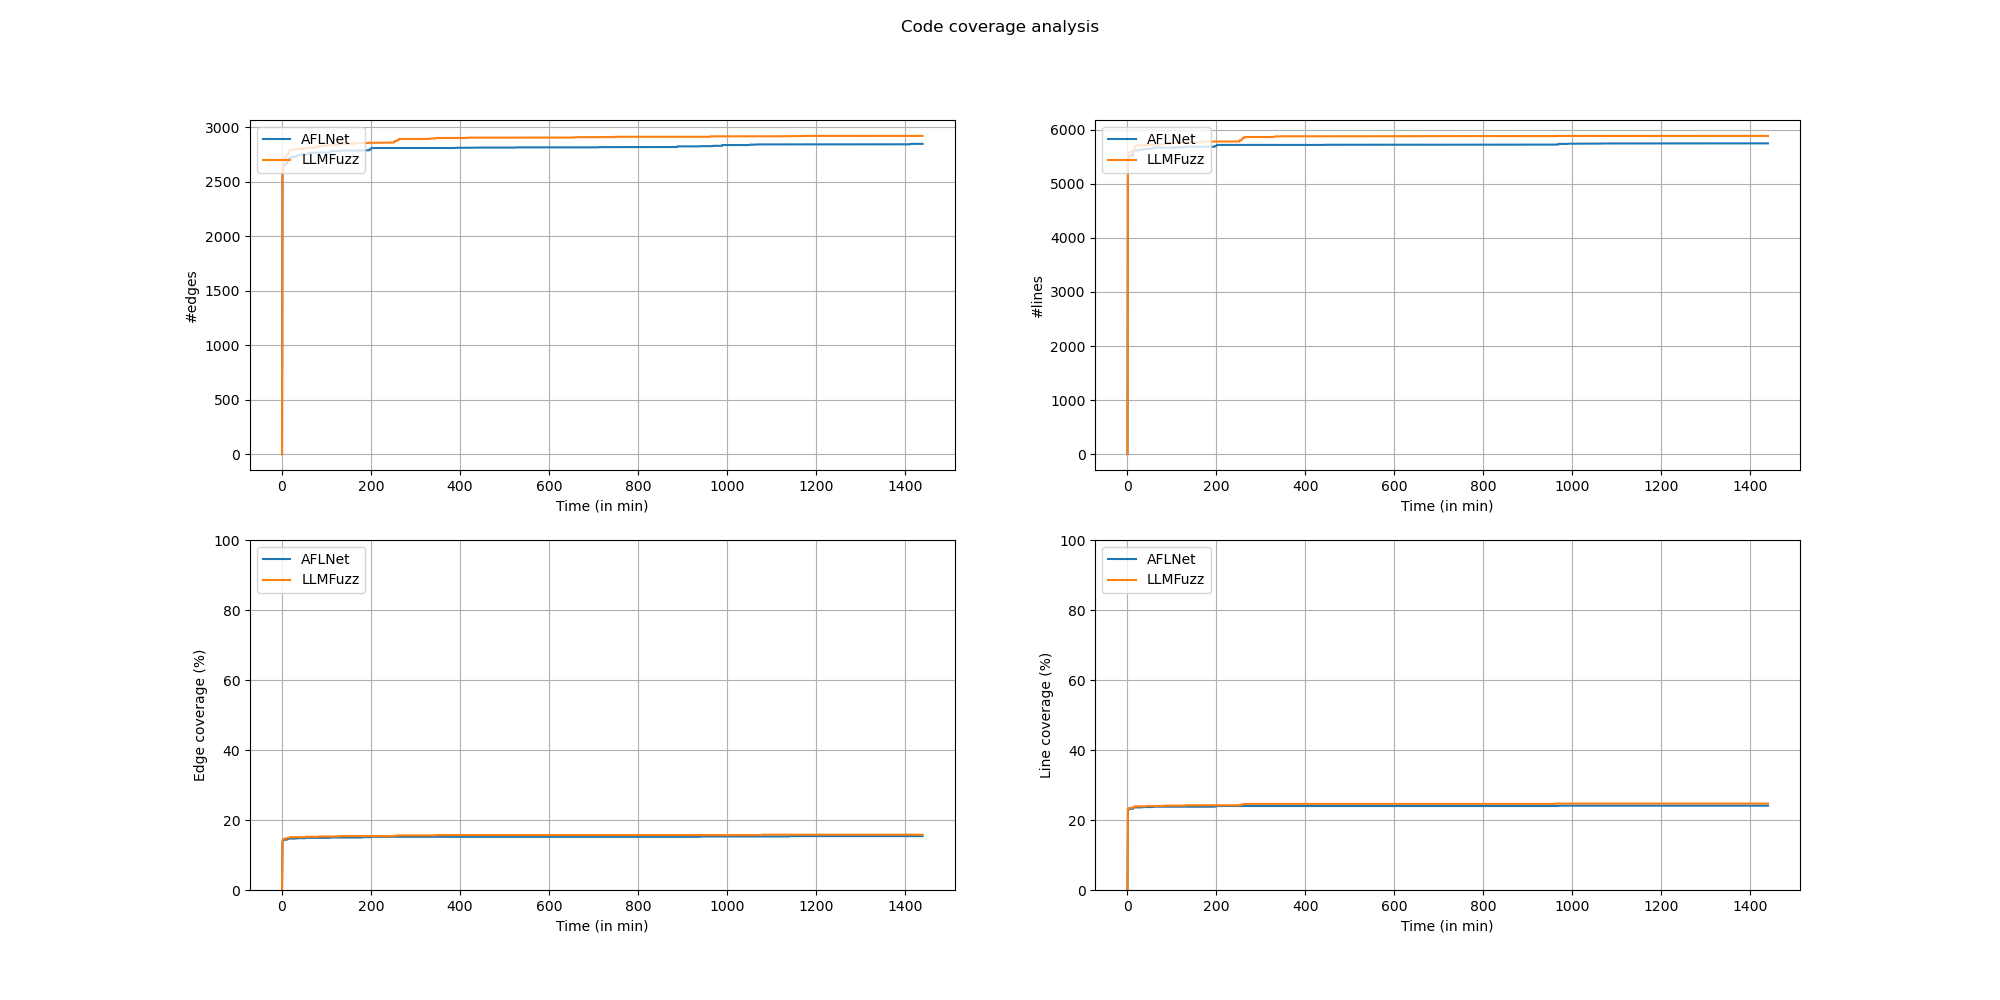 Code coverage analysis
AFLNet
LLMFuzz
3000
2500
2000
1500
1000
500
0
#edges
0 200 400 600 800 1000 1200 1400
Time (in min)
AFLNet
LLMFuzz
6000
5000
4000
3000
2000
1000
0
#lines
0 200 400 600 800 1000 1200 1400
Time (in min)
AFLNet
LLMFuzz
100
80
60
40
20
0
Edge coverage (%)
0 200 400 600 800 1000 1200 1400
Time (in min)
AFLNet
LLMFuzz
100
80
60
40
20
0
Line coverage (%)
0 200 400 600 800 1000 1200 1400
Time (in min)